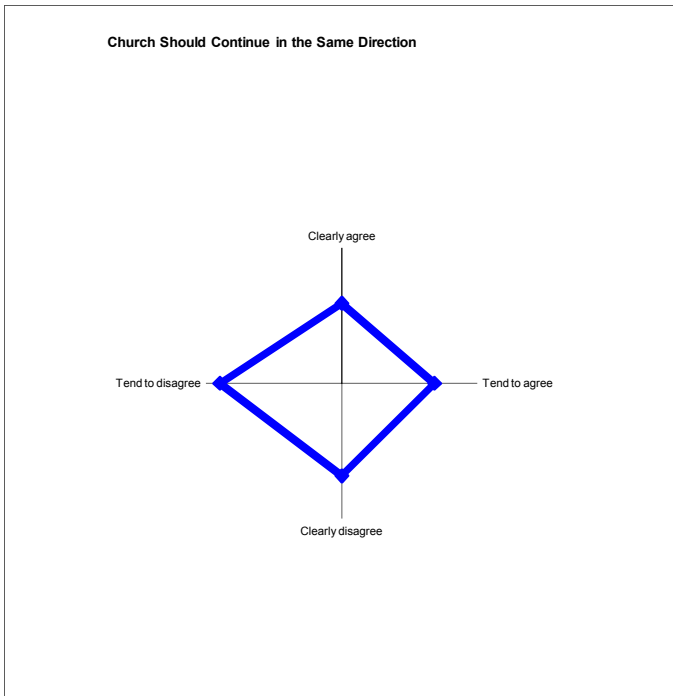 Church Should Continue in the Same Direction
Clearly agree
Tend to disagree
Tend to agree
Clearly disagree